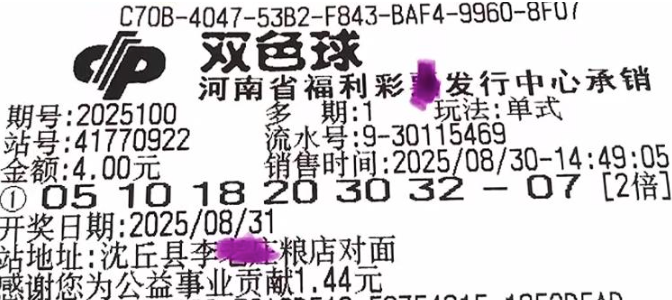 C70B-4047-53B2-F843-BAF4-9960-8F07
双色球
河南省福利彩票发行中心承销
期号:2025100 多 期:1 玩法:单式
站号:41770922 流水号:9-30115469
金额:4.00元 销售时间:2025/08/30-14:49:05
① 05 10 18 20 30 32 - 07 [2倍]
开奖日期:2025/08/31
站地址:沈丘县李 粮店对面
感谢您为公益事业贡献1.44元